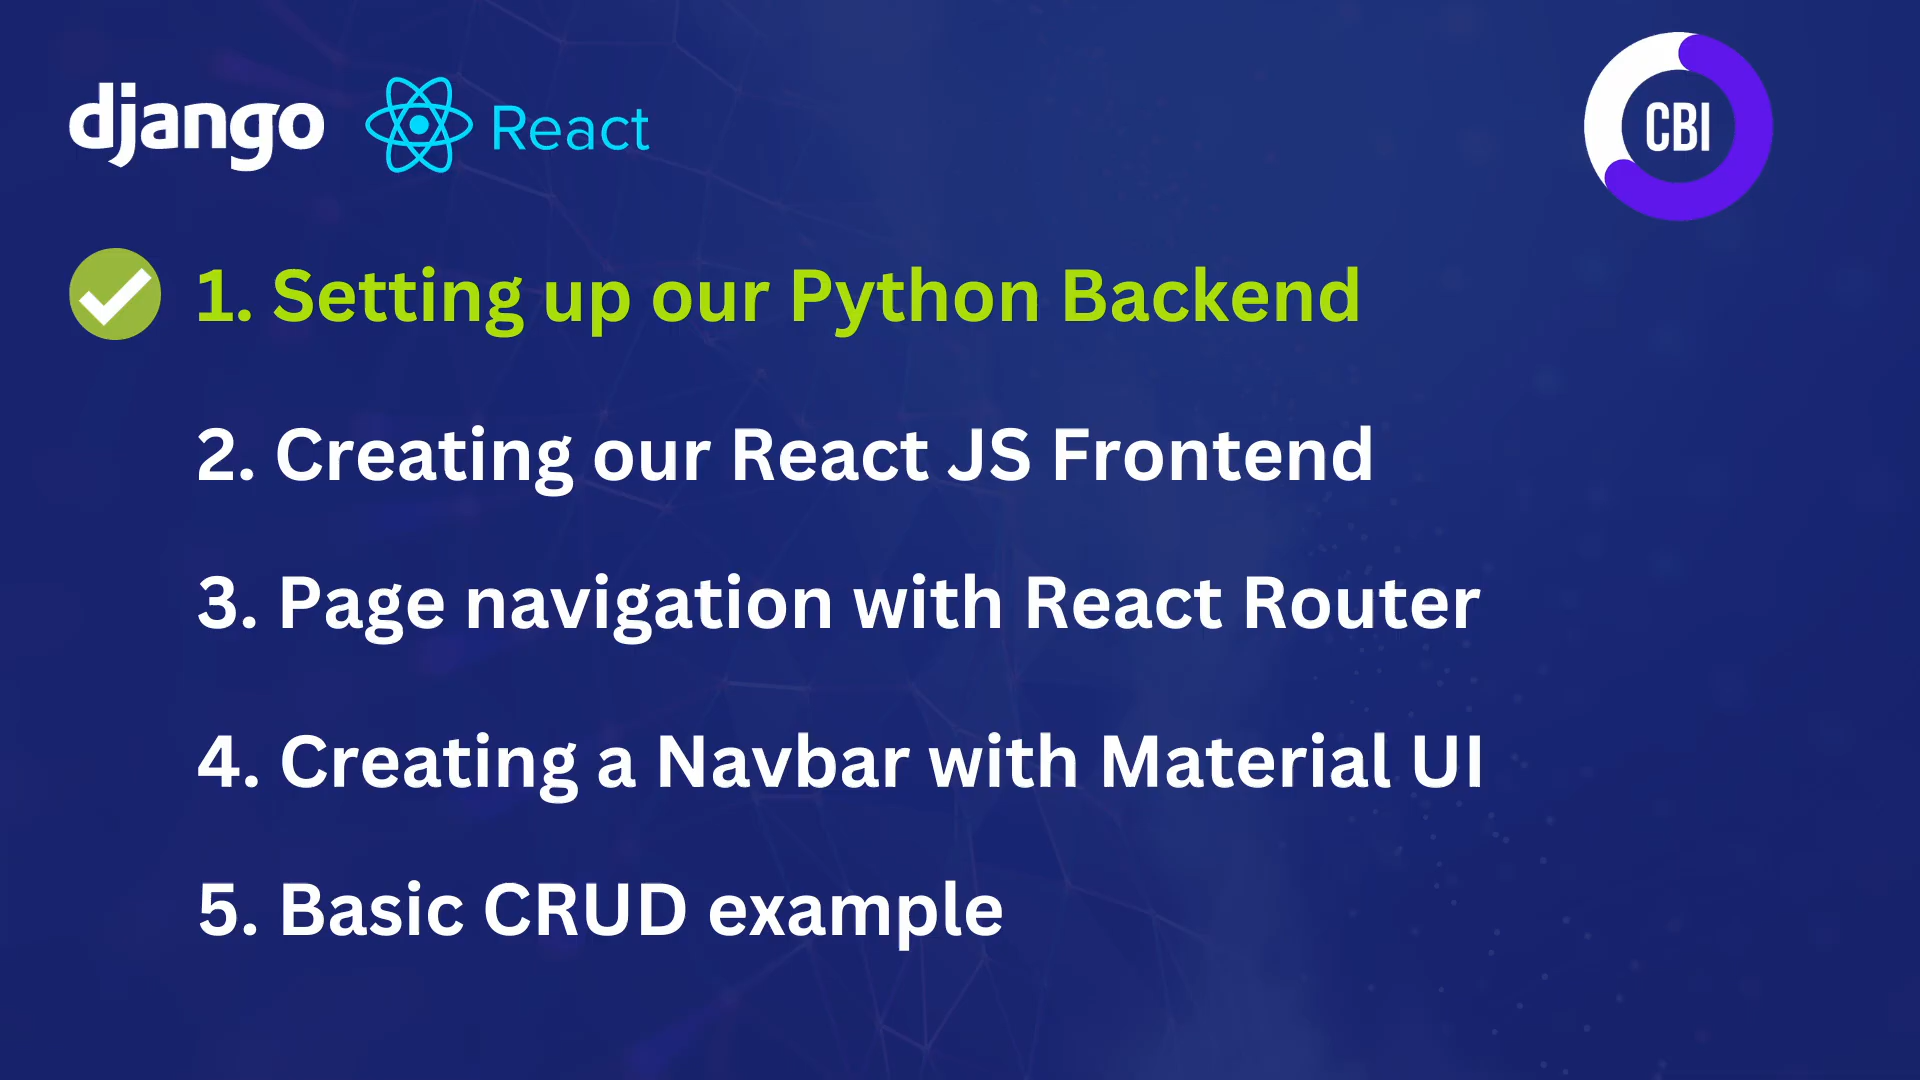 django React
CBI
1. Setting up our Python Backend
2. Creating our React JS Frontend
3. Page navigation with React Router
4. Creating a Navbar with Material UI
5. Basic CRUD example